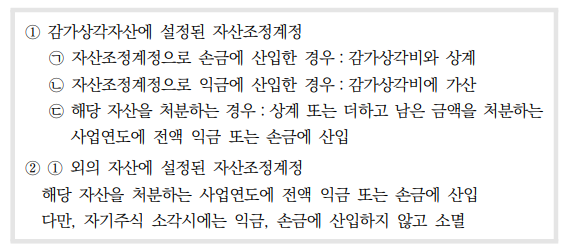 ① 감가상각자산에 설정된 자산조정계정
㉠ 자산조정계정으로 손금에 산입한 경우 : 감가상각비와 상계
㉡ 자산조정계정으로 익금에 산입한 경우 : 감가상각비에 가산
㉢ 해당 자산을 처분하는 경우 : 상계 또는 더하고 남은 금액을 처분하는
사업연도에 전액 익금 또는 손금에 산입
② ① 외의 자산에 설정된 자산조정계정
해당 자산을 처분하는 사업연도에 전액 익금 또는 손금에 산입
다만, 자기주식 소각시에는 익금, 손금에 산입하지 않고 소멸